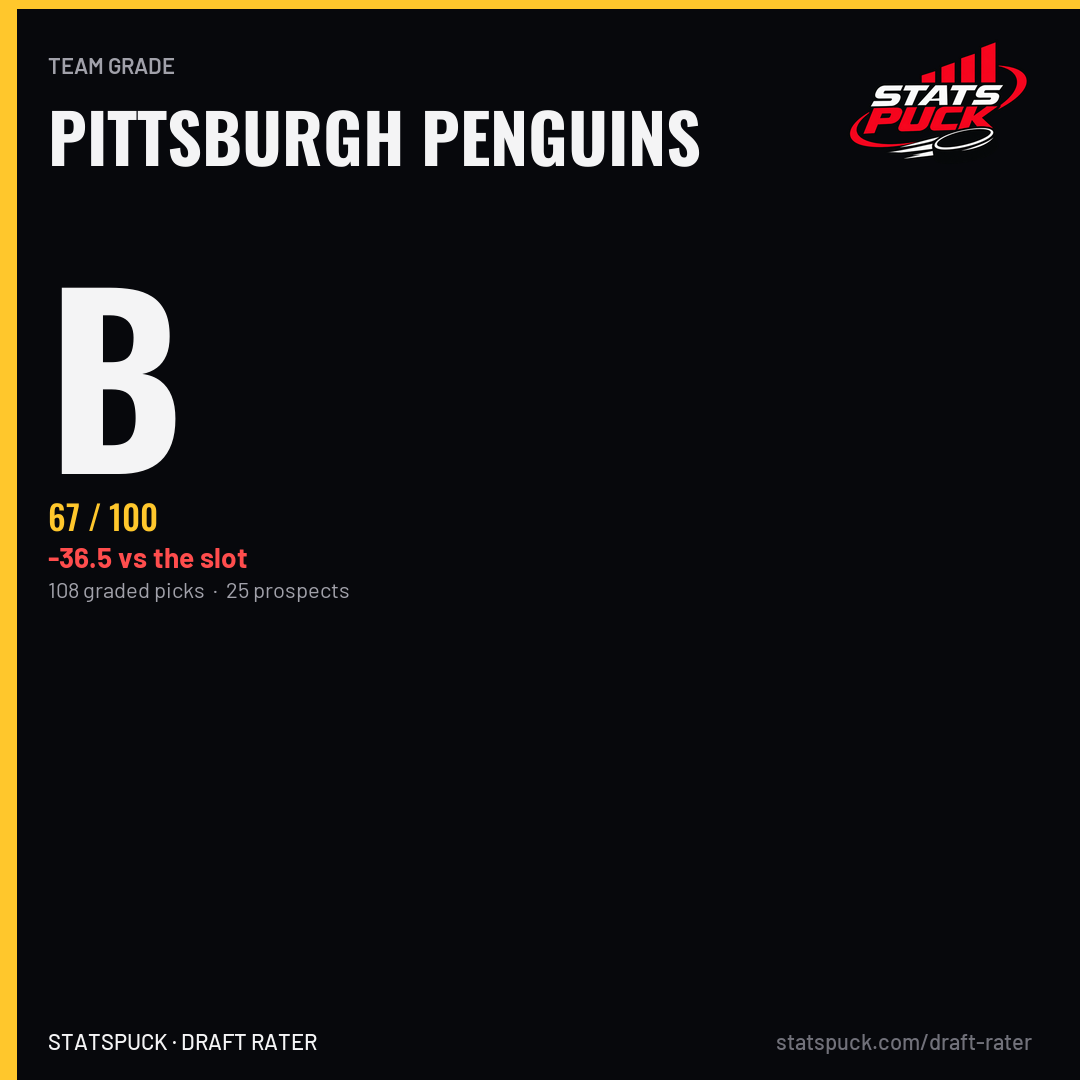 TEAM GRADE
PITTSBURGH PENGUINS
STATS
PUCK
B
67 / 100
-36.5 vs the slot
108 graded picks · 25 prospects
STATSPUCK · DRAFT RATER
statspuck.com/draft-rater